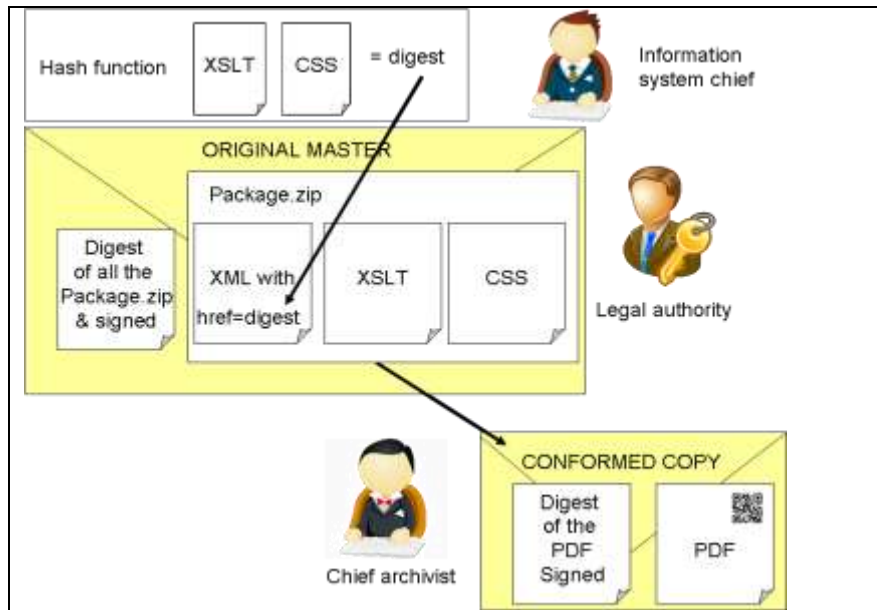 Hash function
XSLT
CSS
= digest
Information
system chief
ORIGINAL MASTER
Package.zip
Digest
of all the
Package.zip
& signed
XML with
href=digest
XSLT
CSS
Legal authority
CONFORMED COPY
Digest
of the
PDF
Signed
PDF
Chief archivist